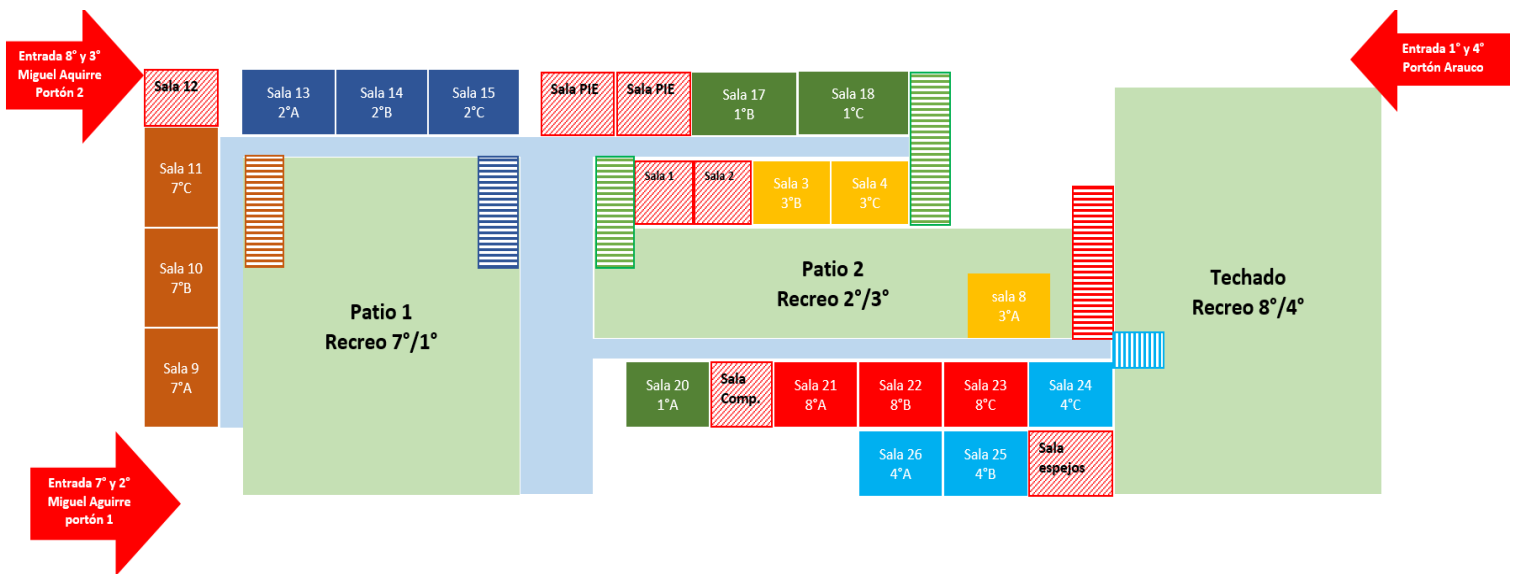 Entrada 8° y 3°
Miguel Aquirre
Portón 2
Entrada 1° y 4°
Portón Arauco
Sala 12
Sala 13
2°A
Sala 14
2°B
Sala 15
2°C
Sala PIE
Sala PIE
Sala 17
1°B
Sala 18
1°C
Sala 11
7°C
Sala 1
Sala 2
Sala 3
3°B
Sala 4
3°C
Sala 10
7°B
Patio 1
Recreo 7°/1°
Patio 2
Recreo 2°/3°
sala 8
3°A
Techado
Recreo 8°/4°
Sala 9
7°A
Sala 20
1°A
Sala
Comp.
Sala 21
8°A
Sala 22
8°B
Sala 23
8°C
Sala 24
4°C
Sala 26
4°A
Sala 25
4°B
Sala
espejos
Entrada 7° y 2°
Miguel Aguirre
portón 1